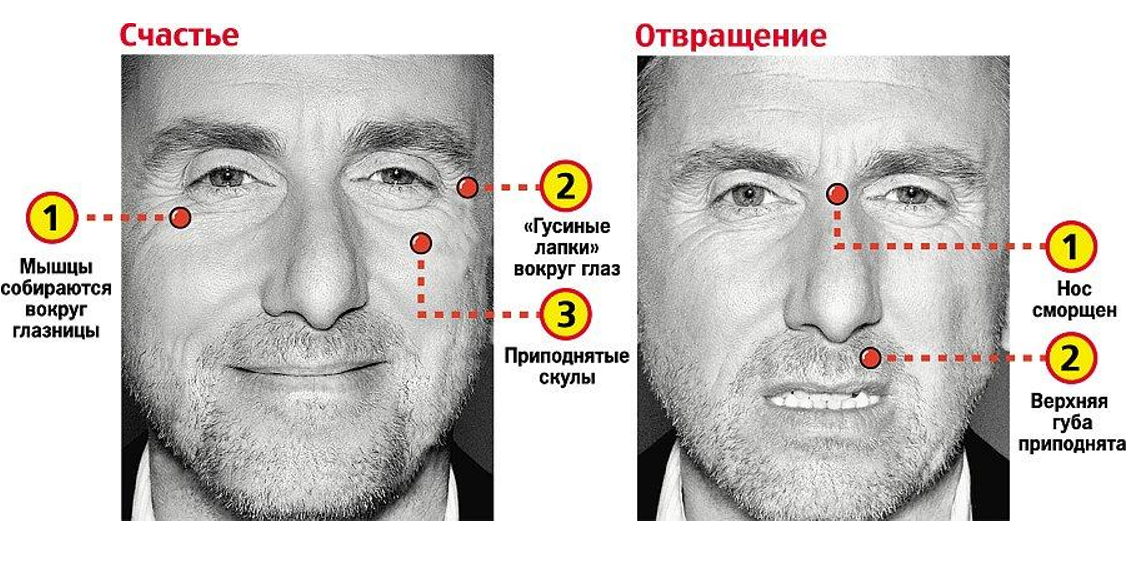 Счастье
1
Мышцы
собираются
вокруг
глазницы
2
«Гусиные
лапки»
вокруг глаз
3
Приподнятые
скулы
Отвращение
1
Нос
сморщен
2
Верхняя
губа
приподнята